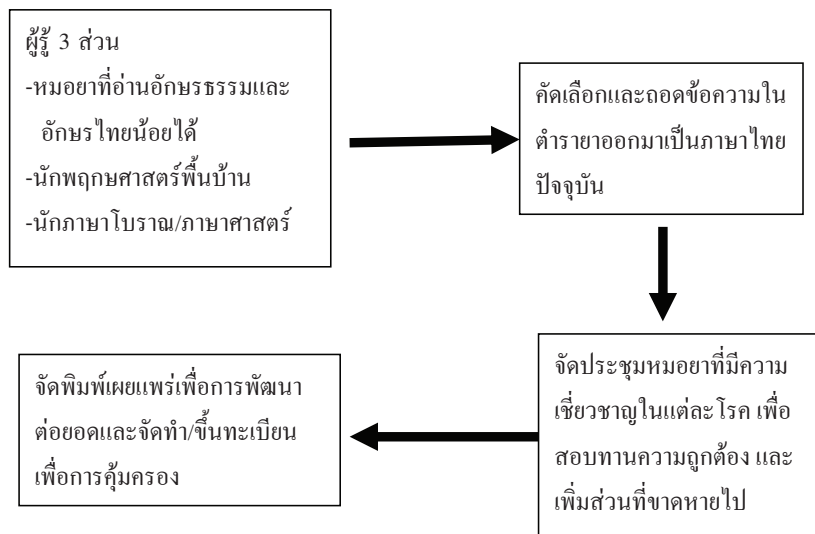 ผู้รู้ 3 ส่วน
-หมอยาที่อ่านอักษรธรรมและ
อักษรไทยน้อยได้
-นักพฤกษศาสตร์พื้นบ้าน
-นักภาษาโบราณ/ภาษาศาสตร์
คัดเลือกและถอดข้อความใน
ตำรายาออกมาเป็นภาษาไทย
ปัจจุบัน
จัดประชุมหมอยาที่มีความ
เชี่ยวชาญในแต่ละโรค เพื่อ
สอบทานความถูกต้อง และ
เพิ่มส่วนที่ขาดหายไป
จัดพิมพ์เผยแพร่เพื่อการพัฒนา
ต่อยอดและจัดทำ/ขึ้นทะเบียน
เพื่อการคุ้มครอง